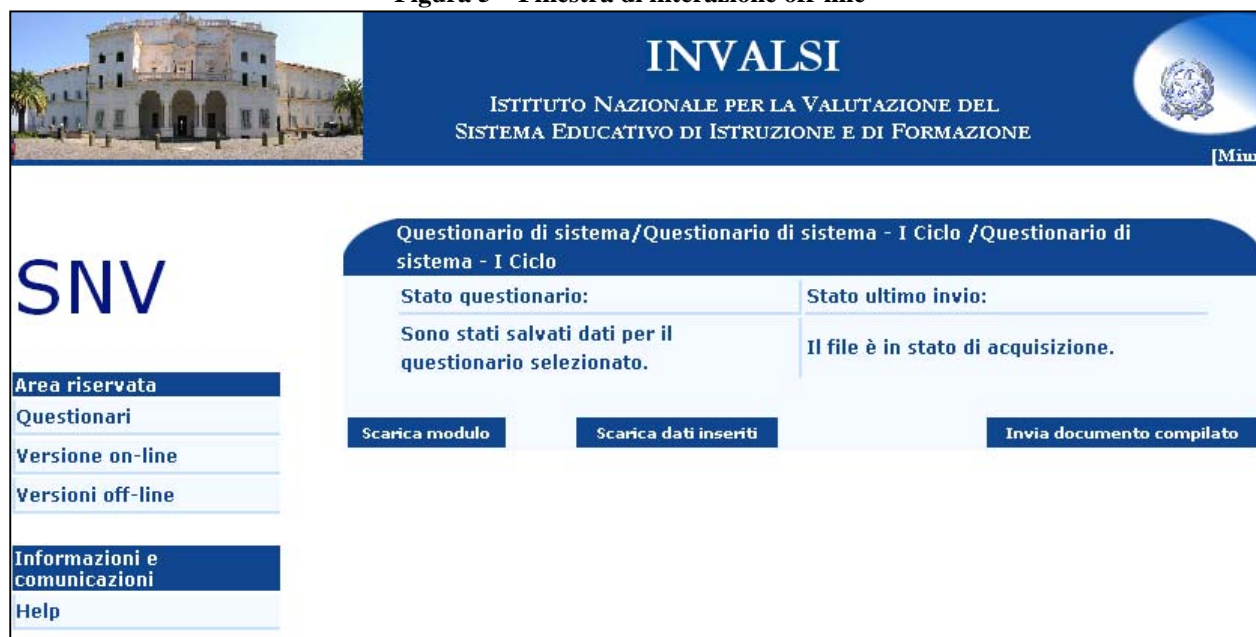 INVALSI
ISTITUTO NAZIONALE PER LA VALUTAZIONE DEL
SISTEMA EDUCATIVO DI ISTRUZIONE E DI FORMAZIONE
SNV
Area riservata
Questionari
Versione on-line
Versioni off-line
Informazioni e
comunicazioni
Help
Questionario di sistema/Questionario di sistema - I Ciclo /Questionario di
sistema - I Ciclo
Stato questionario:
Stato ultimo invio:
Sono stati salvati dati per il
questionario selezionato.
Il file è in stato di acquisizione.
Scarica modulo
Scarica dati inseriti
Invia documento compilato